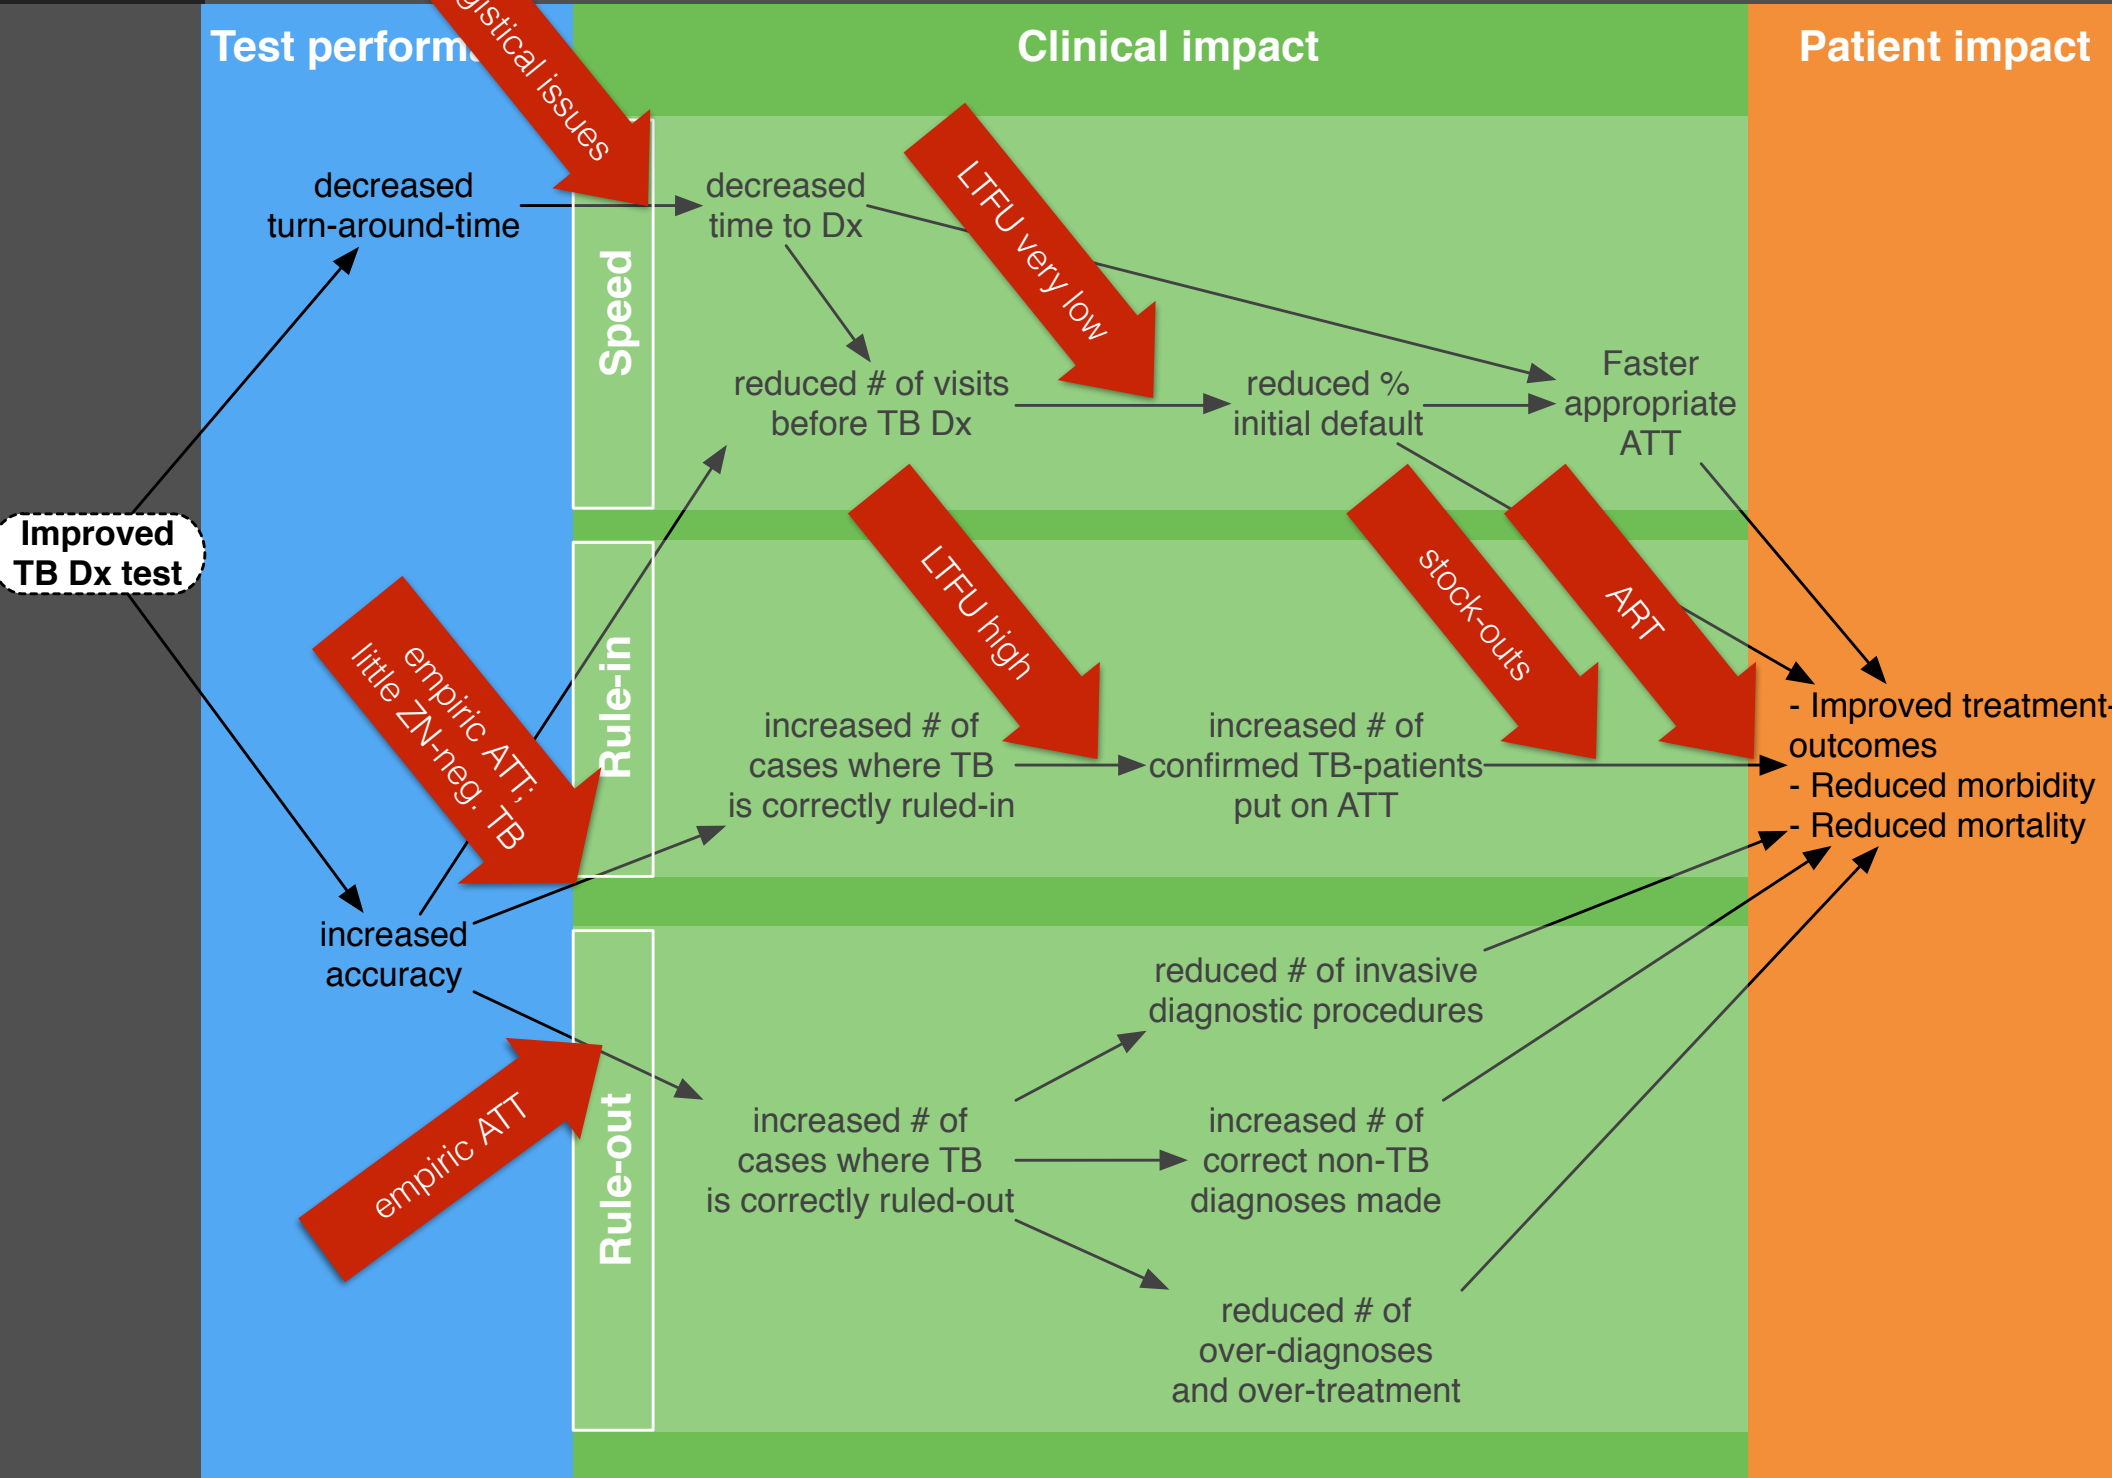 Test perform
Clinical impact
Patient impact
issues
decreased
turn-around-time
Speed
decreased
time to Dx
LTFU very low
reduced # of visits
before TB Dx
reduced %
initial default
Faster
appropriate
ATT
Improved
TB Dx test
empiric ATT;
little ZN-neg. TB
Rule-in
LTFU high
stock-outs
ART
increased # of
cases where TB
is correctly ruled-in
increased # of
confirmed TB-patients
put on ATT
- Improved treatment-
outcomes
- Reduced morbidity
- Reduced mortality
increased
accuracy
empiric ATT
Rule-out
increased # of
cases where TB
is correctly ruled-out
reduced # of invasive
diagnostic procedures
increased # of
correct non-TB
diagnoses made
reduced # of
over-diagnoses
and over-treatment